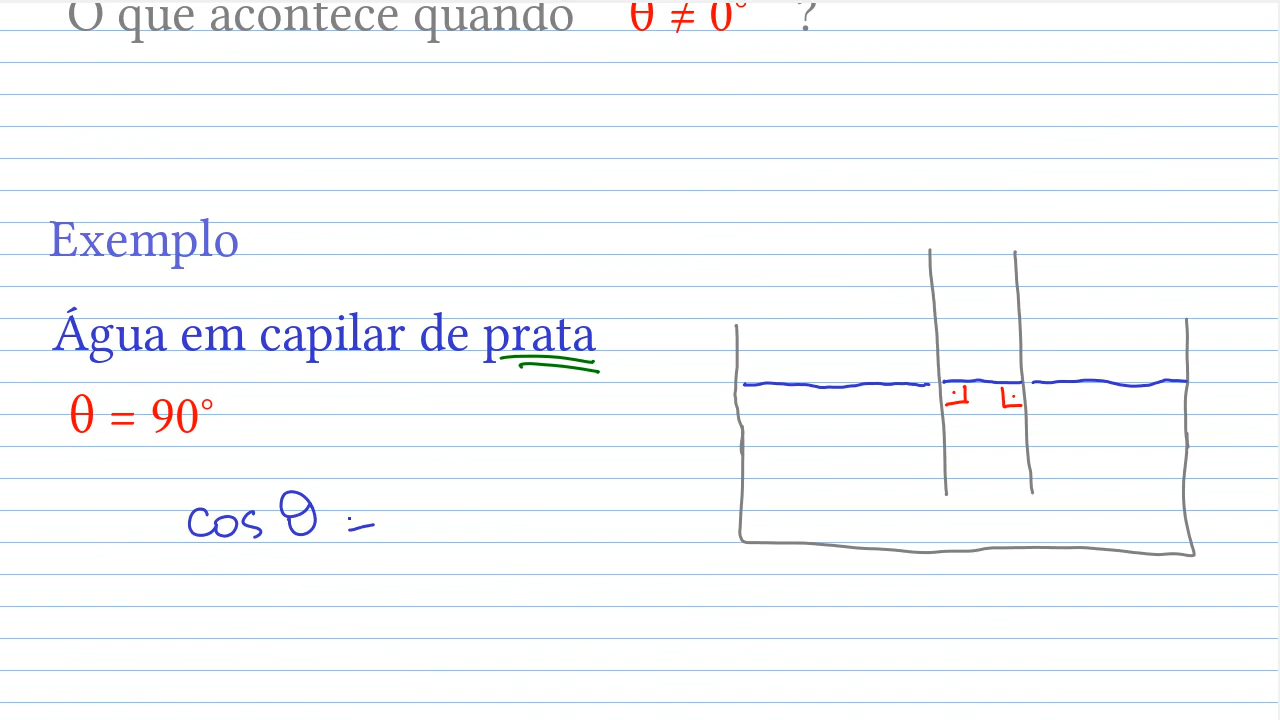 O que acontece quando θ ≠ 0° ?
Exemplo
Água em capilar de prata
θ = 90°
cos θ =